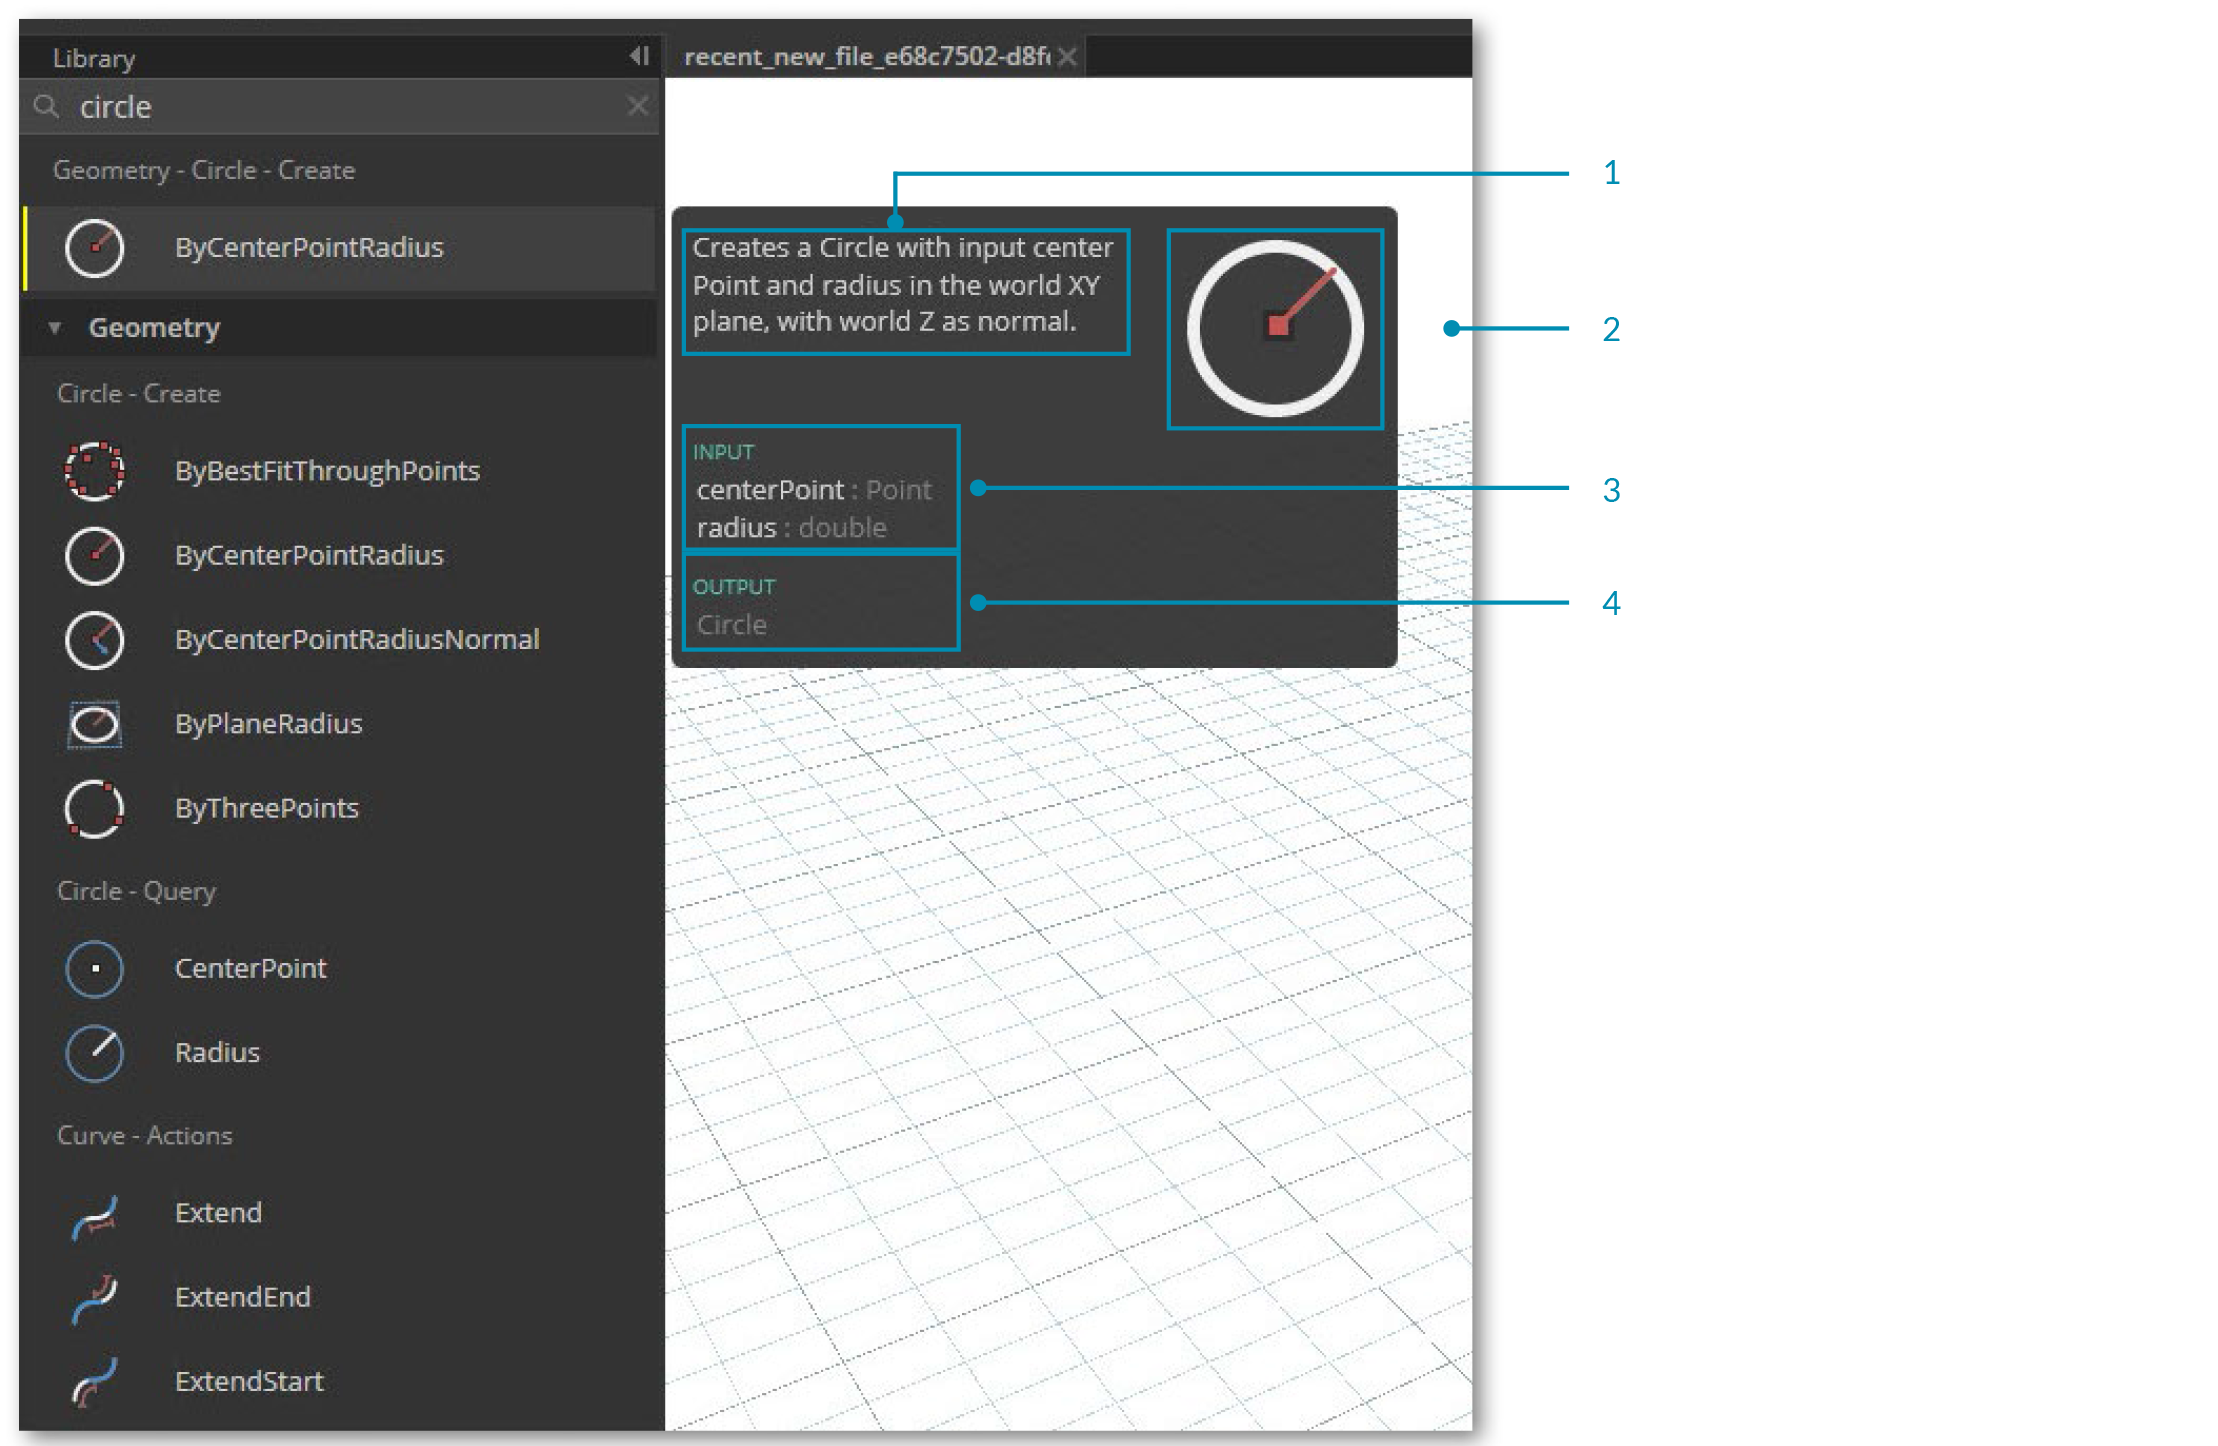 Library
recent_new_file_e68c7502-d8f
circle
Geometry - Circle - Create
ByCenterPointRadius
Geometry
Circle - Create
ByBestFitThroughPoints
ByCenterPointRadius
ByCenterPointRadiusNormal
ByPlaneRadius
ByThreePoints
Circle - Query
CenterPoint
Radius
Curve - Actions
Extend
ExtendEnd
ExtendStart
Creates a Circle with input center
Point and radius in the world XY
plane, with world Z as normal.
INPUT
centerPoint : Point
radius : double
OUTPUT
Circle
1
2
3
4